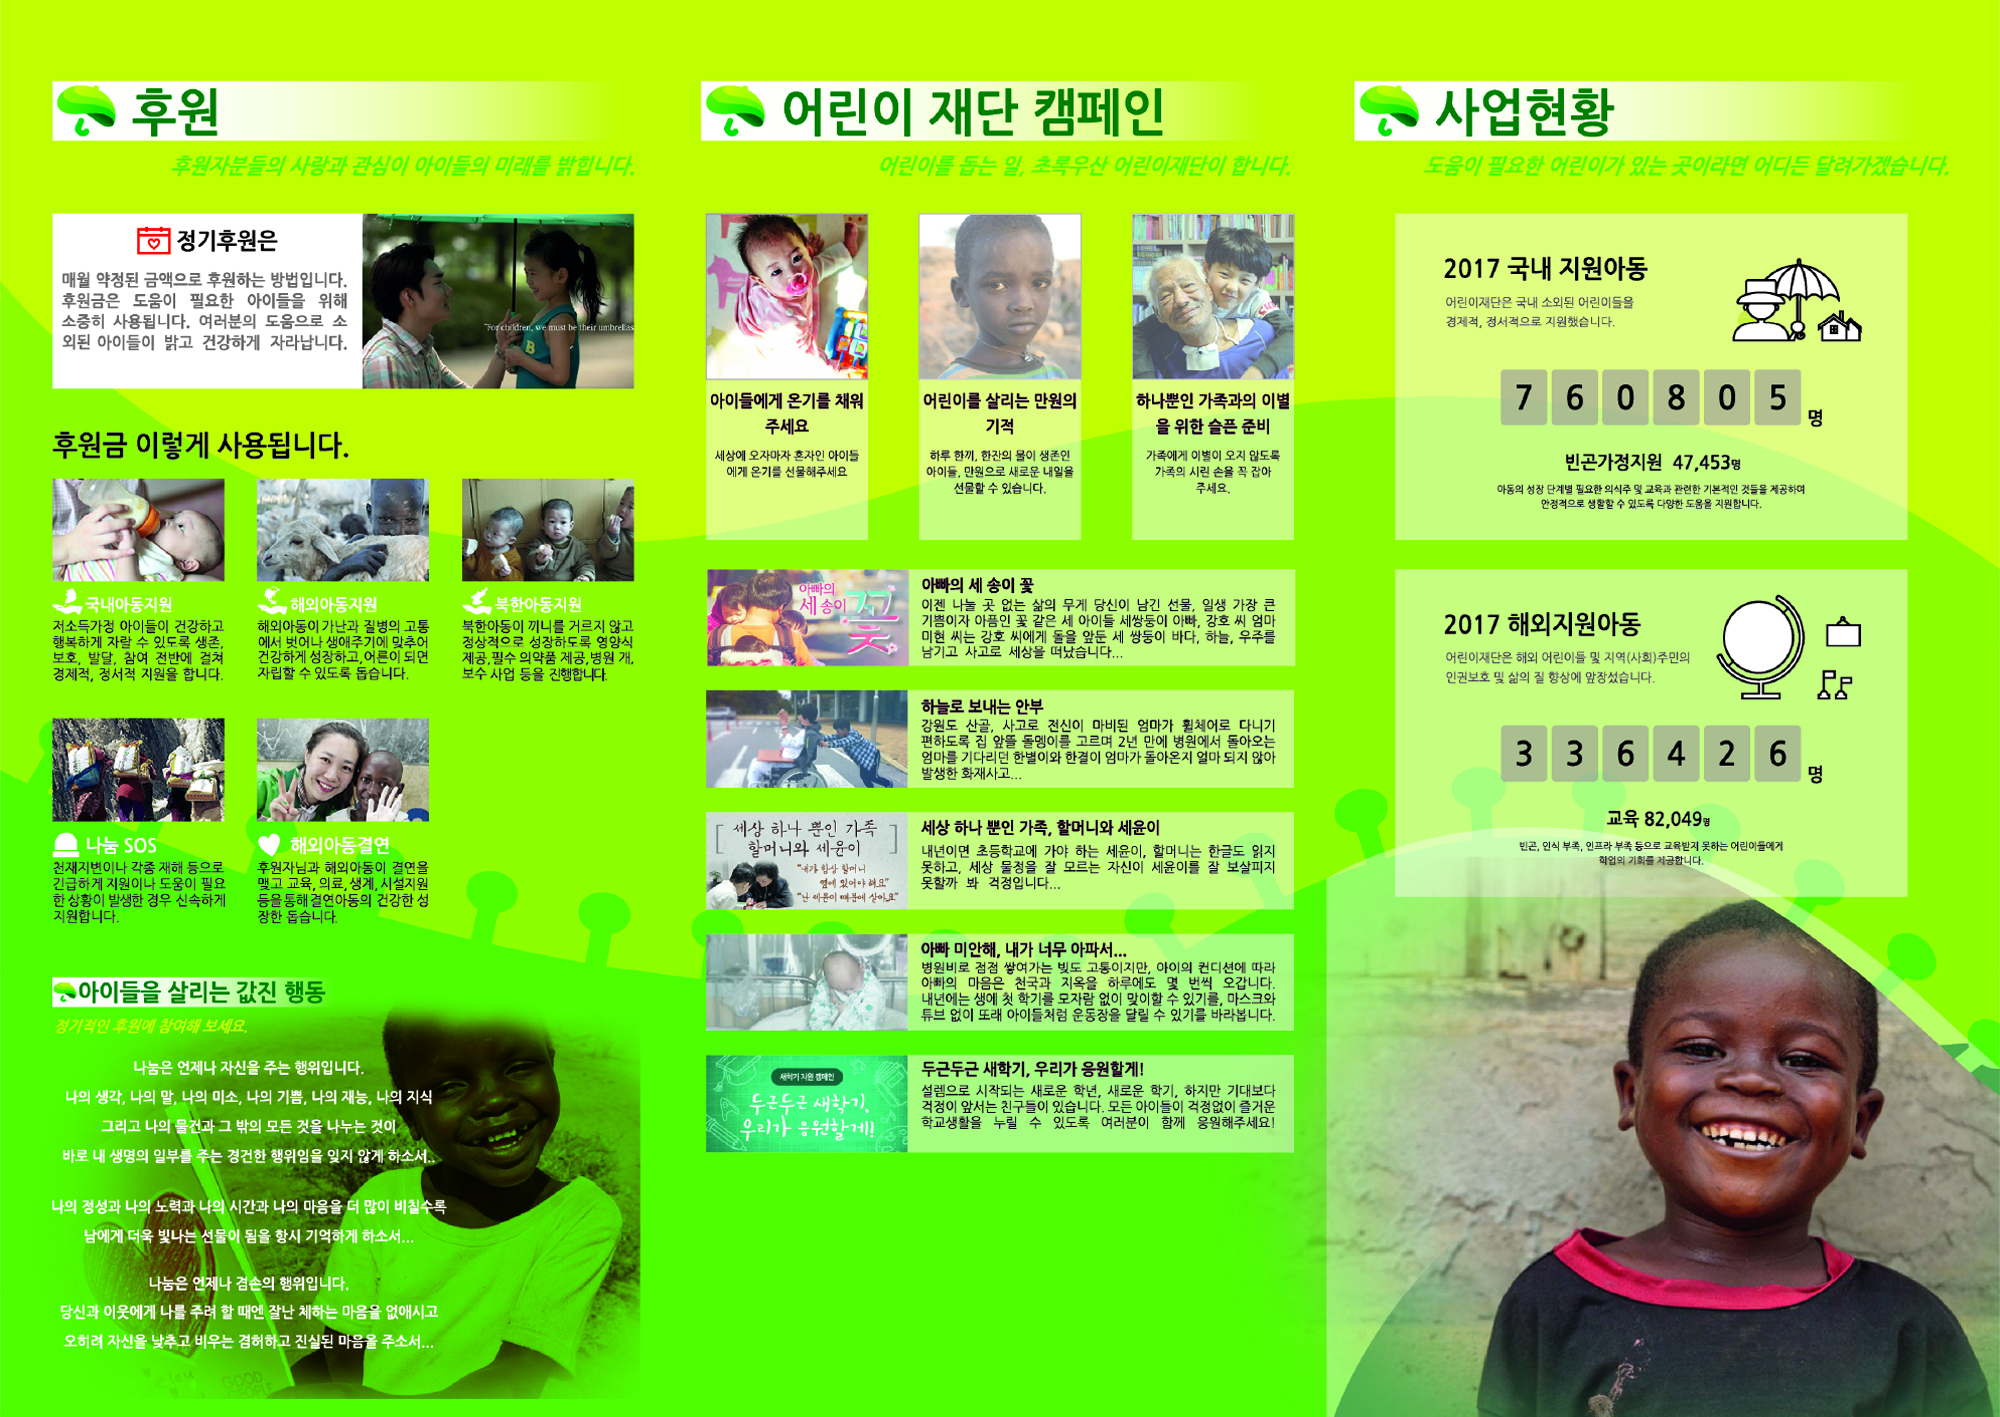 후원
후원자분들의 사랑과 관심이 아이들의 미래를 밝힙니다.
정기후원은
매월 약정된 금액으로 후원하는 방법입니다.
후원금은 도움이 필요한 아이들을 위해
소중히 사용됩니다. 여러분의 도움으로 소
외된 아이들이 밝고 건강하게 자라납니다.
"For children, we must be their umbrellas
B
후원금 이렇게 사용됩니다.
국내아동지원
저소득가정 아이들이 건강하고
행복하게 자랄 수 있도록 생존,
보호, 발달, 참여 전반에 걸쳐
경제적, 정서적 지원을 합니다.
해외아동지원
해외아동이 가난과 질병의 고통
에서 벗어나 생애주기에 맞추어
건강하게 성장하고, 어른이 되면
자립할 수 있도록 돕습니다.
북한아동지원
북한아동이 끼니를 거르지 않고
정상적으로 성장하도록 영양식
제공, 필수 의약품 제공, 병원 개,
보수 사업 등을 진행합니다.
나눔 SOS
천재지변이나 각종 재해 등으로
긴급하게 지원이나 도움이 필요
한 상황이 발생한 경우 신속하게
지원합니다.
해외아동결연
후원자님과 해외아동이 결연을
맺고 교육, 의료, 생계, 시설지원
등을통해결연아동의 건강한 성
장한 돕습니다.
아이들을 살리는 값진 행동
정기적인 후원에 참여해 보세요.
나눔은 언제나 자신을 주는 행위입니다.
나의 생각, 나의 말, 나의 미소, 나의 기쁨, 나의 재능, 나의 지식
그리고 나의 물건과 그 밖의 모든 것을 나누는 것이
바로 내 생명의 일부를 주는 경건한 행위임을 잊지 않게 하소서..
나의 정성과 나의 노력과 나의 시간과 나의 마음을 더 많이 비칠수록
남에게 더욱 빛나는 선물이 됨을 항시 기억하게 하소서...
나눔은 언제나 겸손의 행위입니다.
당신과 이웃에게 나를 주려 할 때엔 잘난 체하는 마음을 없애시고
오히려 자신을 낮추고 비우는 겸허하고 진실된 마음을 주소서...
GOOD
PEOPLE
어린이 재단 캠페인
어린이를 돕는 일, 초록우산 어린이재단이 합니다.
아이들에게 온기를 채워
주세요
세상에 오자마자 혼자인 아이들
에게 온기를 선물해주세요
어린이를 살리는 만원의
기적
하루 한끼, 한잔의 물이 생존인
아이들, 만원으로 새로운 내일을
선물할 수 있습니다.
하나뿐인 가족과의 이별
을 위한 슬픈 준비
가족에게 이별이 오지 않도록
가족의 시린 손을 꼭 잡아
주세요.
아빠의
세 송이 꽃
아빠의 세 송이 꽃
이젠 나눌 곳 없는 삶의 무게 당신이 남긴 선물, 일생 가장 큰
기쁨이자 아픔인 꽃 같은 세 아이들 세쌍둥이 아빠, 강호 씨 엄마
미현 씨는 강호 씨에게 돌을 앞둔 세 쌍둥이 바다, 하늘, 우주를
남기고 사고로 세상을 떠났습니다...
하늘로 보내는 안부
강원도 산골, 사고로 전신이 마비된 엄마가 휠체어로 다니기
편하도록 집 앞뜰 돌멩이를 고르며 2년 만에 병원에서 돌아오는
엄마를 기다리던 한별이와 한결이 엄마가 돌아온지 얼마 되지 않아
발생한 화재사고...
[ 세상 하나 뿐인 가족 ]
할머니와 세윤이
"내가 항상 할머니
옆에 있어야 해요"
"난 세윤이 때문에 살아요"
세상 하나 뿐인 가족, 할머니와 세윤이
내년이면 초등학교에 가야 하는 세윤이, 할머니는 한글도 읽지
못하고, 세상 물정을 잘 모르는 자신이 세윤이를 잘 보살피지
못할까 봐 걱정입니다...
아빠 미안해, 내가 너무 아파서...
병원비로 점점 쌓여가는 빚도 고통이지만, 아이의 컨디션에 따라
아빠의 마음은 천국과 지옥을 하루에도 몇 번씩 오갑니다.
내년에는 생에 첫 학기를 모자람 없이 맞이할 수 있기를, 마스크와
튜브 없이 또래 아이들처럼 운동장을 달릴 수 있기를 바라봅니다.
새학기 지원 캠페인
두근두근 새학기,
우리가 응원할게!
두근두근 새학기, 우리가 응원할게!
설렘으로 시작되는 새로운 학년, 새로운 학기, 하지만 기대보다
걱정이 앞서는 친구들이 있습니다. 모든 아이들이 걱정없이 즐거운
학교생활을 누릴 수 있도록 여러분이 함께 응원해주세요!
사업현황
도움이 필요한 어린이가 있는 곳이라면 어디든 달려가겠습니다.
2017 국내 지원아동
어린이재단은 국내 소외된 어린이들을
경제적, 정서적으로 지원했습니다.
7 6 0 8 0 5 명
빈곤가정지원 47,453명
아동의 성장 단계별 필요한 의식주 및 교육과 관련한 기본적인 것들을 제공하여
안정적으로 생활할 수 있도록 다양한 도움을 지원합니다.
2017 해외지원아동
어린이재단은 해외 어린이들 및 지역(사회)주민의
인권보호 및 삶의 질 향상에 앞장섰습니다.
3 3 6 4 2 6 명
교육 82,049명
빈곤, 인식 부족, 인프라 부족 등으로 교육받지 못하는 어린이들에게
학업의 기회를 제공합니다.